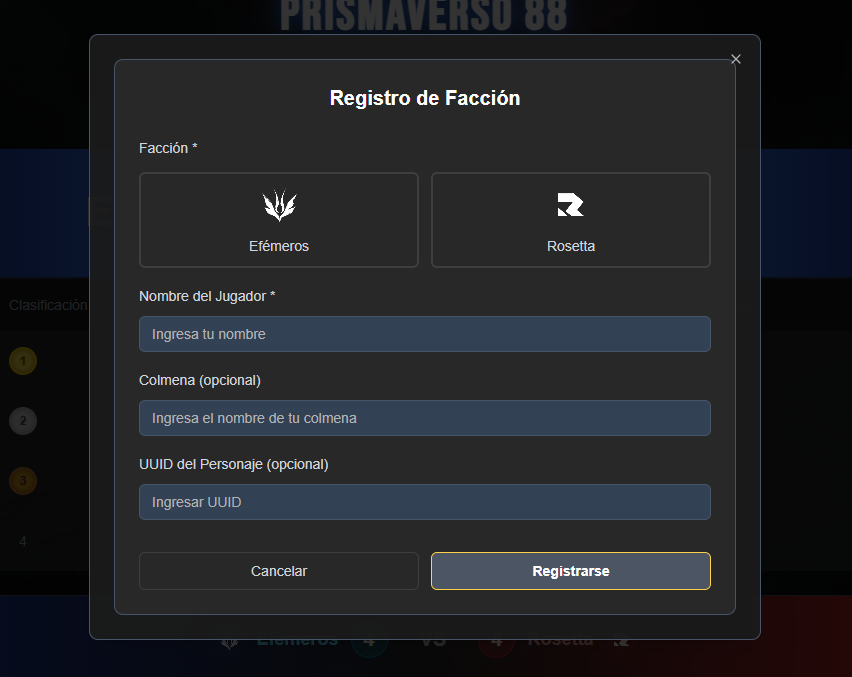 PRISMAVERSO 88
×
Registro de Facción
Facción *
Efémeros
Rosetta
Nombre del Jugador *
Ingresa tu nombre
Colmena (opcional)
Ingresa el nombre de tu colmena
UUID del Personaje (opcional)
Ingresar UUID
Cancelar
Registrarse
Clasificación
1
2
3
4
Efémeros 4 VS 4 Rosetta